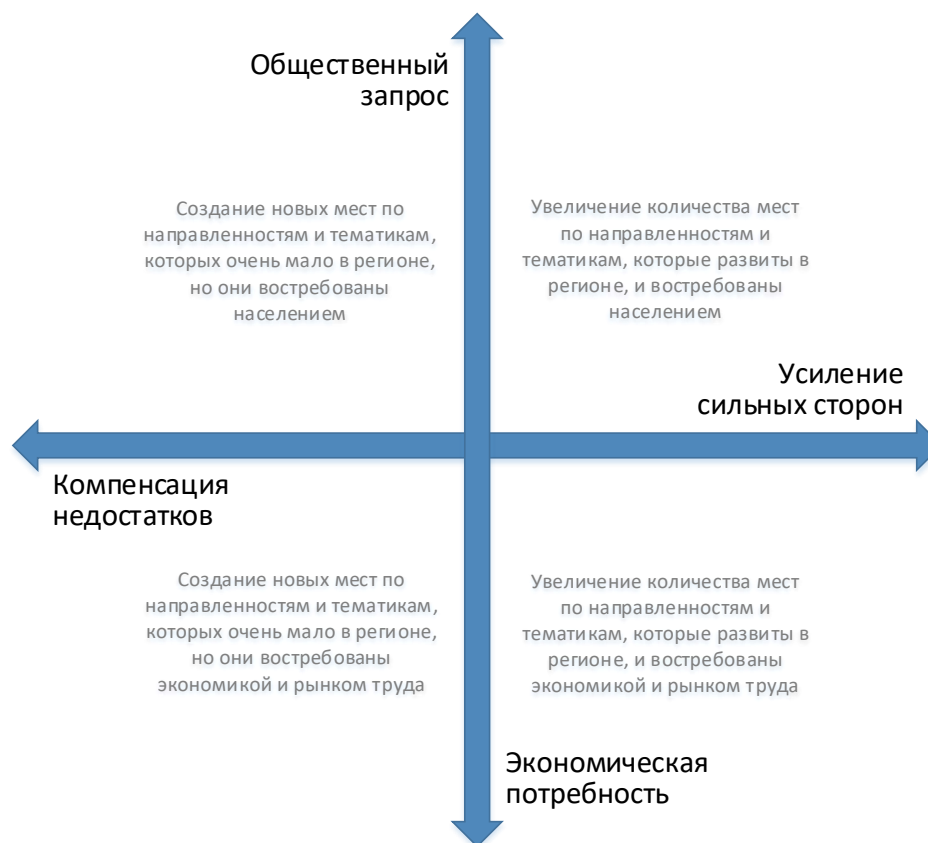 Общественный
запрос
Создание новых мест по
направленностям и тематикам,
которых очень мало в регионе,
но они востребованы
населением
Увеличение количества мест
по направленностям и
тематикам, которые развиты в
регионе, и востребованы
населением
Усиление
сильных сторон
Компенсация
недостатков
Создание новых мест по
направленностям и тематикам,
которых очень мало в регионе,
но они востребованы
экономикой и рынком труда
Увеличение количества мест
по направленностям и
тематикам, которые развиты в
регионе, и востребованы
экономикой и рынком труда
Экономическая
потребность